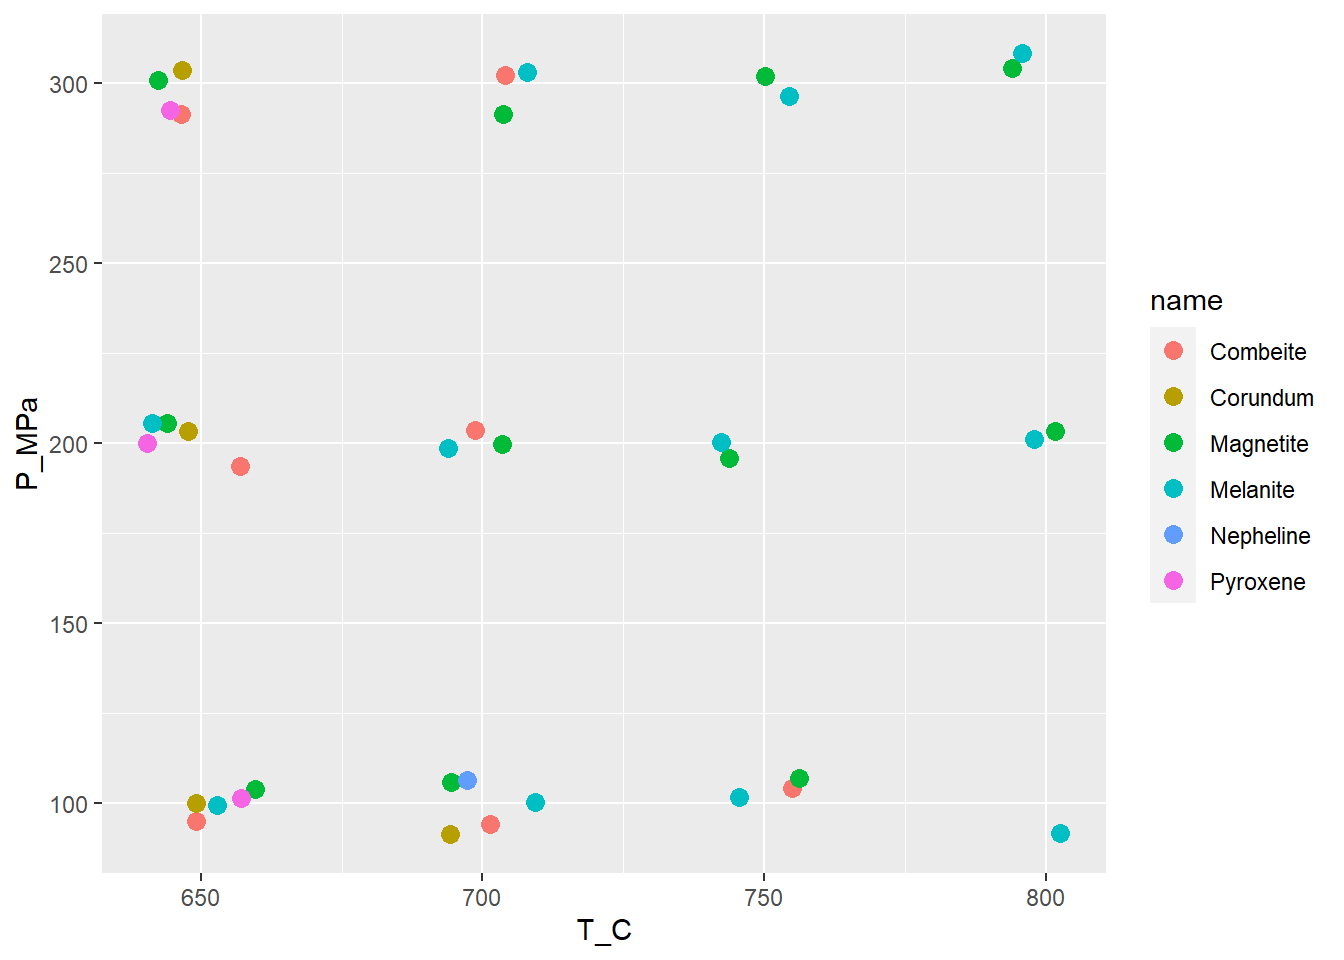 300
250
200
150
100
P_MPa
650 700 750 800
T_C
name
Combeite
Corundum
Magnetite
Melanite
Nepheline
Pyroxene